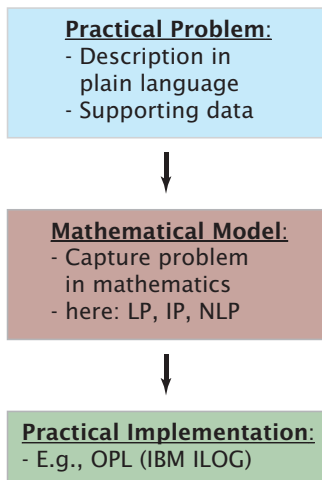 Practical Problem:
- Description in
plain language
- Supporting data
Mathematical Model:
- Capture problem
in mathematics
- here: LP, IP, NLP
Practical Implementation:
- E.g., OPL (IBM ILOG)